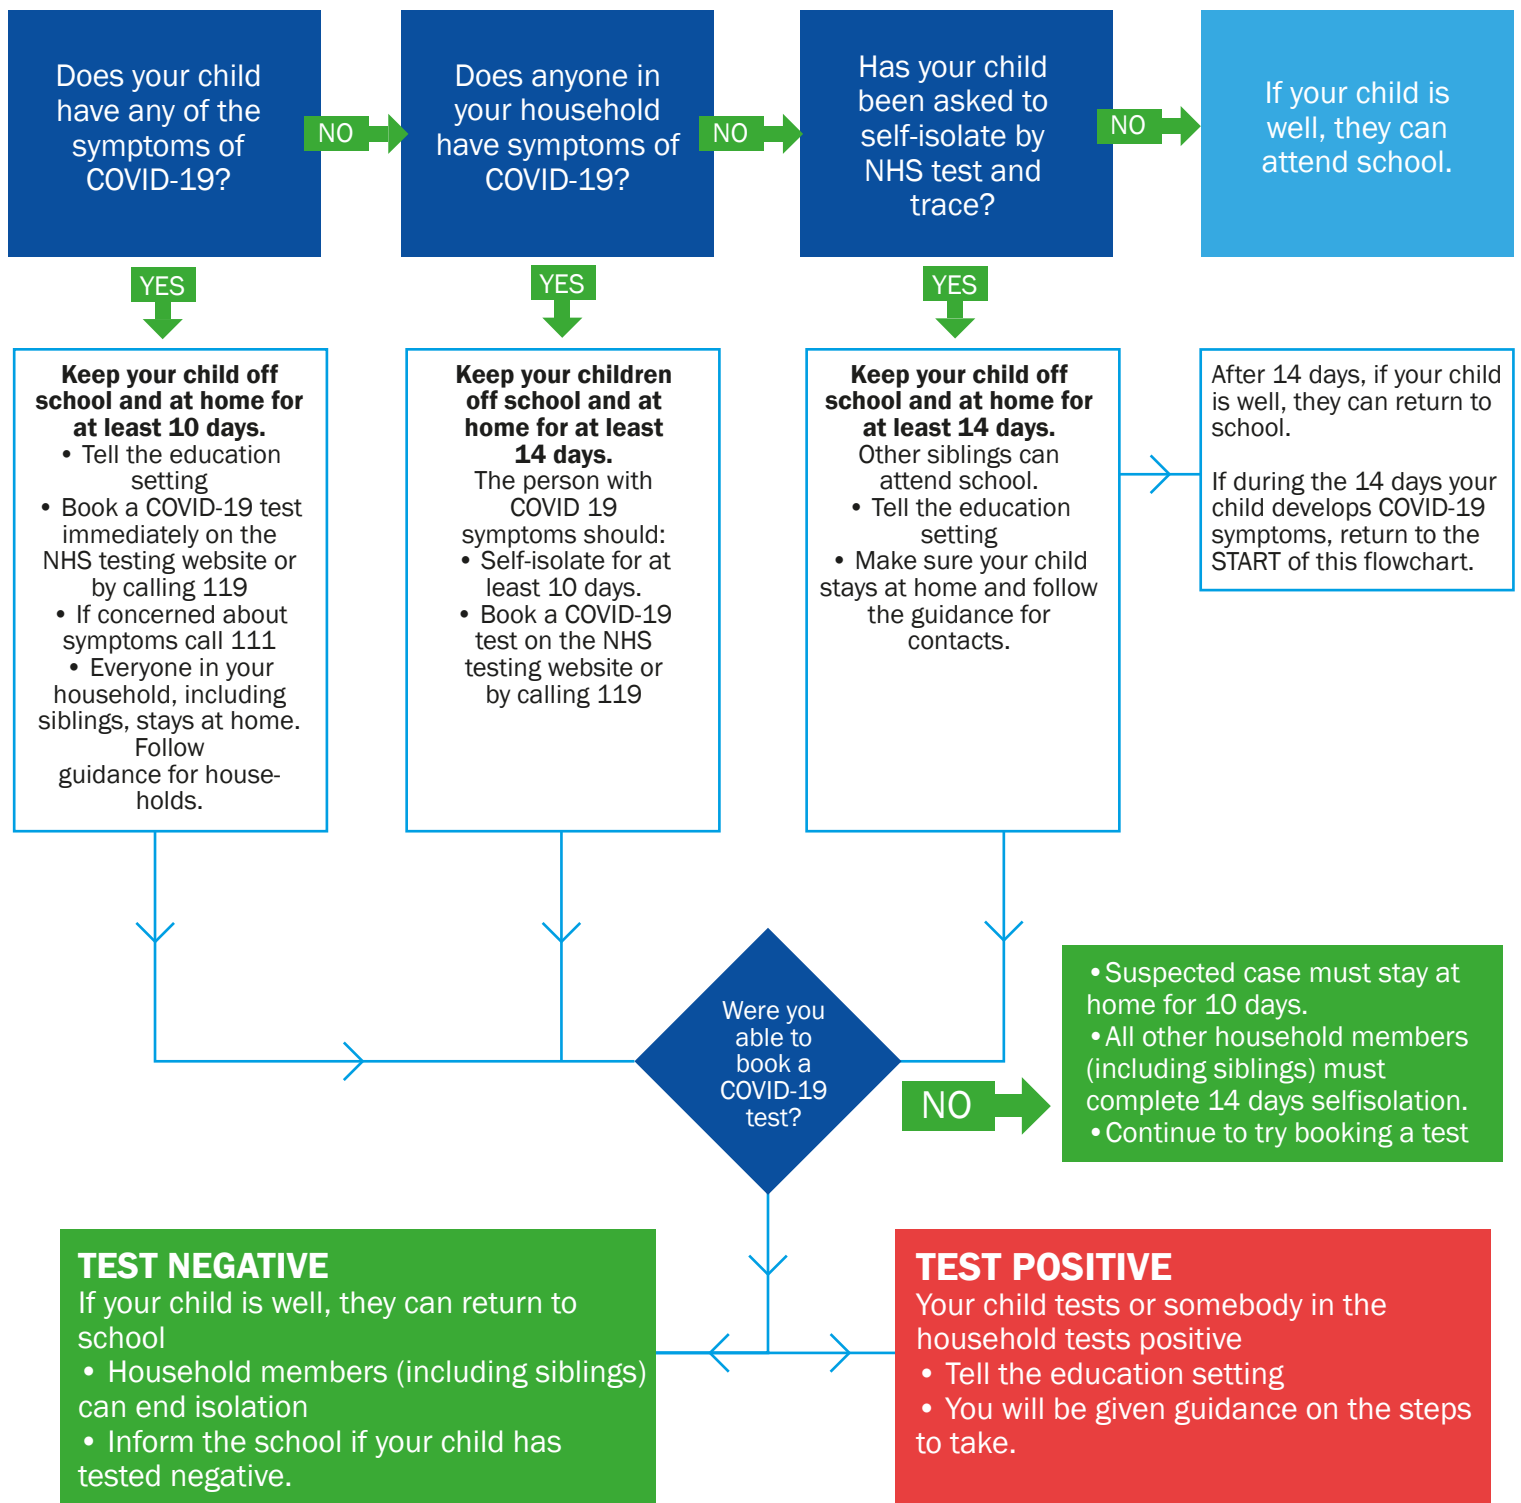 Does your child
have any of the
symptoms of
COVID-19?
NO
Does anyone in
your household
have symptoms of
COVID-19?
NO
Has your child
been asked to
self-isolate by
NHS test and
trace?
NO
If your child is
well, they can
attend school.
YES
YES
YES
Keep your child off
school and at home for
at least 10 days.
• Tell the education
setting
• Book a COVID-19 test
immediately on the
NHS testing website or
by calling 119
• If concerned about
symptoms call 111
• Everyone in your
household, including
siblings, stays at home.
Follow
guidance for house-
holds.
Keep your children
off school and at
home for at least
14 days.
The person with
COVID 19
symptoms should:
• Self-isolate for at
least 10 days.
• Book a COVID-19
test on the NHS
testing website or
by calling 119
Keep your child off
school and at home for
at least 14 days.
Other siblings can
attend school.
• Tell the education
setting
• Make sure your child
stays at home and follow
the guidance for
contacts.
After 14 days, if your child
is well, they can return to
school.
If during the 14 days your
child develops COVID-19
symptoms, return to the
START of this flowchart.
Were you
able to
book a
COVID-19
test?
NO
•Suspected case must stay at
home for 10 days.
•All other household members
(including siblings) must
complete 14 days selfisolation.
•Continue to try booking a test
TEST NEGATIVE
If your child is well, they can return to
school
• Household members (including siblings)
can end isolation
• Inform the school if your child has
tested negative.
TEST POSITIVE
Your child tests or somebody in the
household tests positive
• Tell the education setting
• You will be given guidance on the steps
to take.